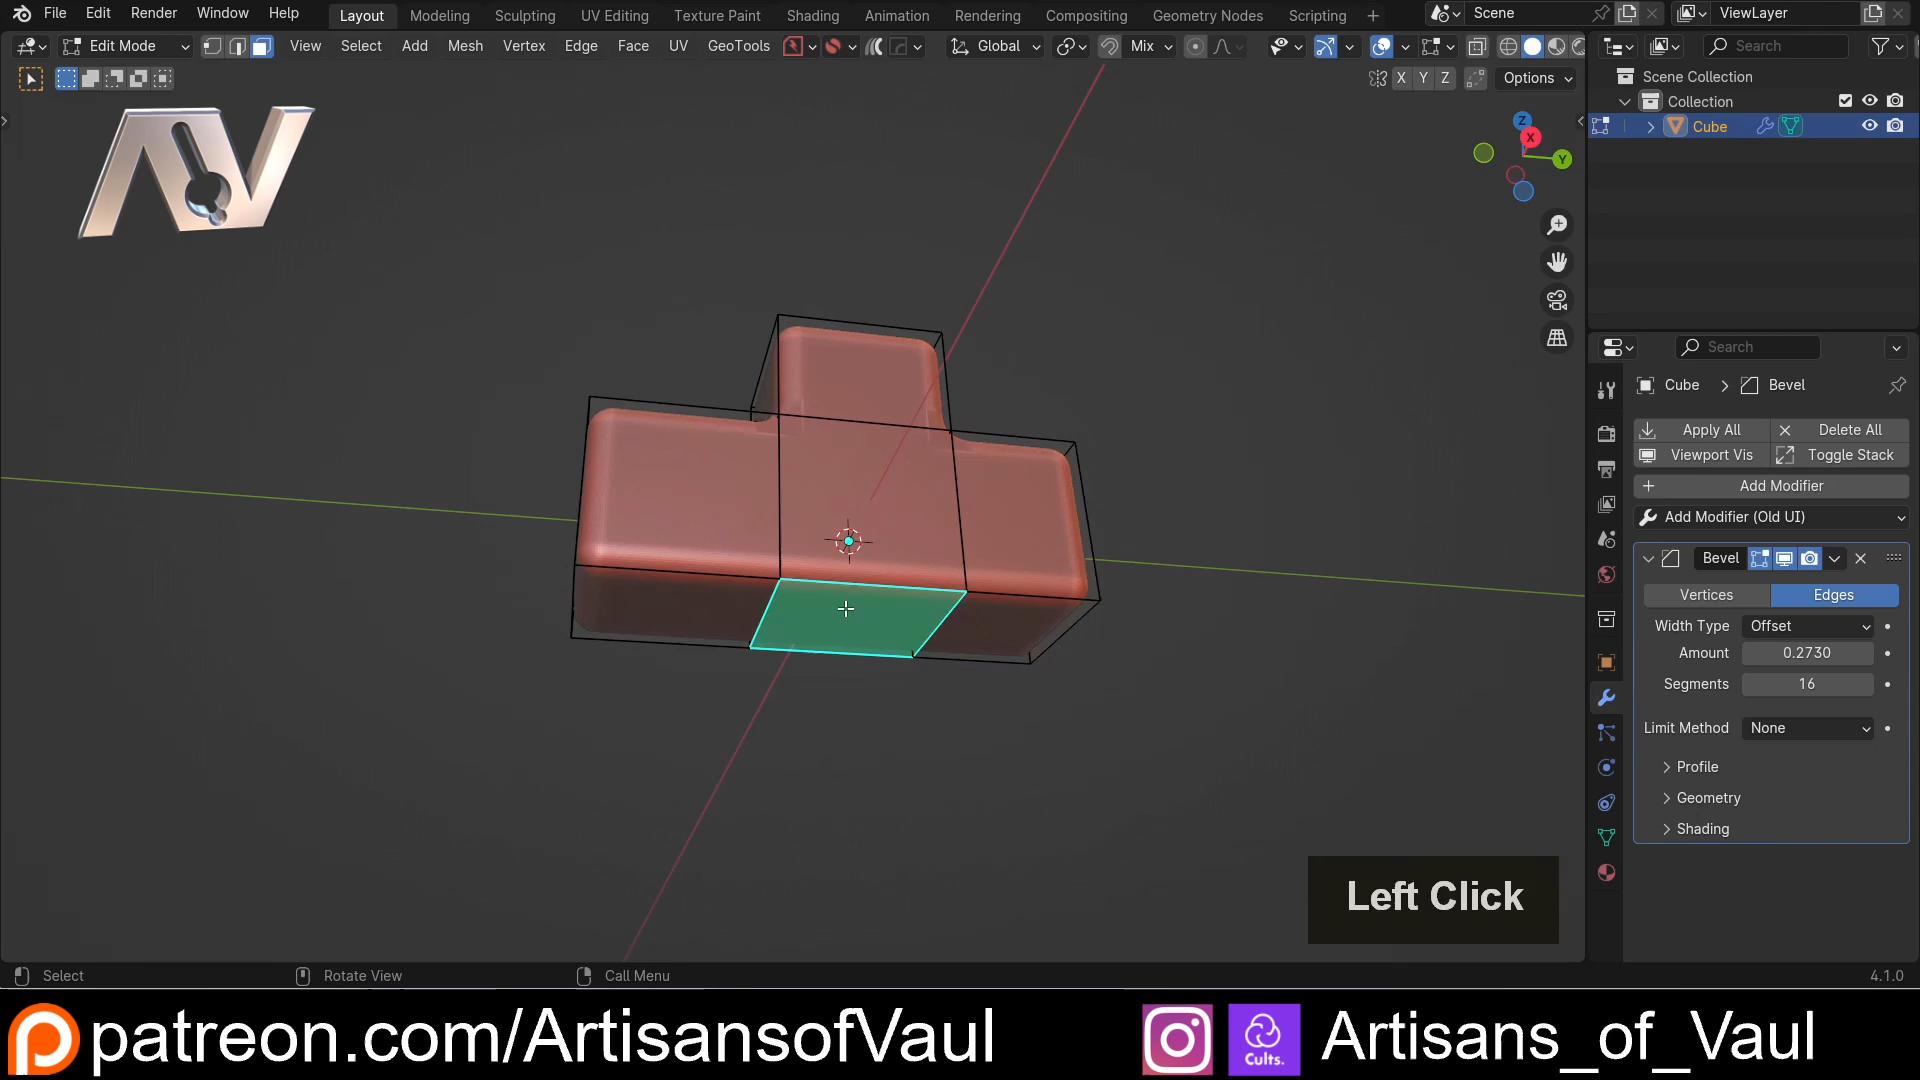 File Edit Render Window Help Layout Modeling Sculpting UV Editing Texture Paint Shading Animation Rendering Compositing Geometry Nodes Scripting Scene ViewLayer
Edit Mode View Select Add Mesh Vertex Edge Face UV GeoTools Global Mix Search
X Y Z Options
Scene Collection
Collection
Cube
Z
X
Y
AV
Search
Cube > Bevel
Apply All Delete All
Viewport Vis Toggle Stack
Add Modifier
Add Modifier (Old UI)
Bevel
Vertices Edges
Width Type Offset
Amount 0.2730
Segments 16
Limit Method None
Profile
Geometry
Shading
Left Click
Select Rotate View Call Menu 4.1.0
patreon.com/ArtisansofVaul Cults. Artisans_of_Vaul